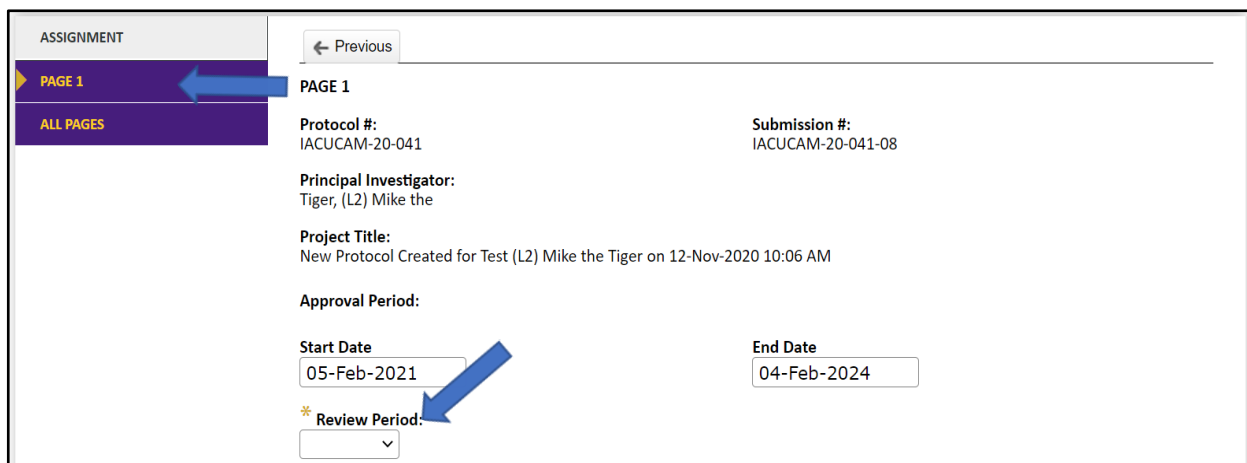 ASSIGNMENT
PAGE 1
ALL PAGES
Previous
PAGE 1
Protocol #:
IACUCAM-20-041
Submission #:
IACUCAM-20-041-08
Principal Investigator:
Tiger, (L2) Mike the
Project Title:
New Protocol Created for Test (L2) Mike the Tiger on 12-Nov-2020 10:06 AM
Approval Period:
Start Date
05-Feb-2021
End Date
04-Feb-2024
* Review Period: